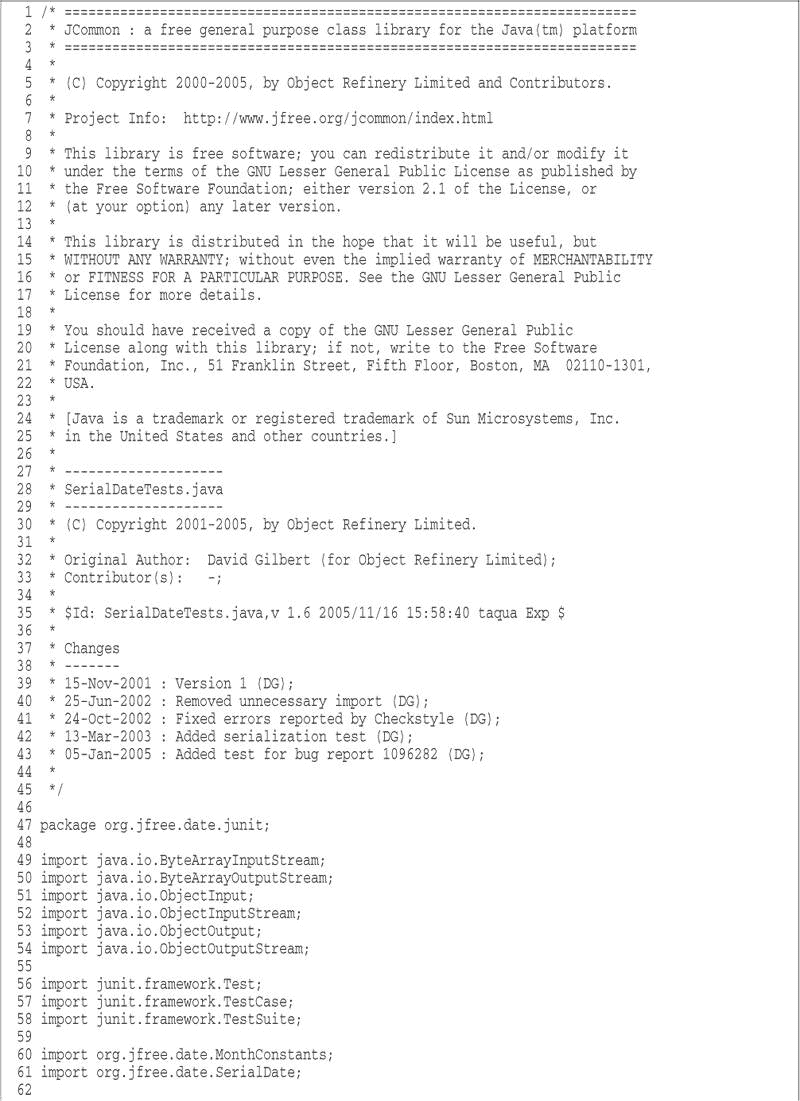 1 /* ========================================================================
2  * JCommon : a free general purpose class library for the Java(tm) platform
3  * ========================================================================
4  *
5  * (C) Copyright 2000-2005, by Object Refinery Limited and Contributors.
6  *
7  * Project Info:  http://www.jfree.org/jcommon/index.html
8  *
9  * This library is free software; you can redistribute it and/or modify it
10  * under the terms of the GNU Lesser General Public License as published by
11  * the Free Software Foundation; either version 2.1 of the License, or
12  * (at your option) any later version.
13  *
14  * This library is distributed in the hope that it will be useful, but
15  * WITHOUT ANY WARRANTY; without even the implied warranty of MERCHANTABILITY
16  * or FITNESS FOR A PARTICULAR PURPOSE. See the GNU Lesser General Public
17  * License for more details.
18  *
19  * You should have received a copy of the GNU Lesser General Public
20  * License along with this library; if not, write to the Free Software
21  * Foundation, Inc., 51 Franklin Street, Fifth Floor, Boston, MA  02110-1301,
22  * USA.
23  *
24  * [Java is a trademark or registered trademark of Sun Microsystems, Inc.
25  * in the United States and other countries.]
26  *
27  * --------------------
28  * SerialDateTests.java
29  * --------------------
30  * (C) Copyright 2001-2005, by Object Refinery Limited.
31  *
32  * Original Author:  David Gilbert (for Object Refinery Limited);
33  * Contributor(s):   -;
34  *
35  * $Id: SerialDateTests.java,v 1.6 2005/11/16 15:58:40 taqua Exp $
36  *
37  * Changes
38  * -------
39  * 15-Nov-2001 : Version 1 (DG);
40  * 25-Jun-2002 : Removed unnecessary import (DG);
41  * 24-Oct-2002 : Fixed errors reported by Checkstyle (DG);
42  * 13-Mar-2003 : Added serialization test (DG);
43  * 05-Jan-2005 : Added test for bug report 1096282 (DG);
44  *
45  */
46
47 package org.jfree.date.junit;
48
49 import java.io.ByteArrayInputStream;
50 import java.io.ByteArrayOutputStream;
51 import java.io.ObjectInput;
52 import java.io.ObjectInputStream;
53 import java.io.ObjectOutput;
54 import java.io.ObjectOutputStream;
55
56 import junit.framework.Test;
57 import junit.framework.TestCase;
58 import junit.framework.TestSuite;
59
60 import org.jfree.date.MonthConstants;
61 import org.jfree.date.SerialDate;
62